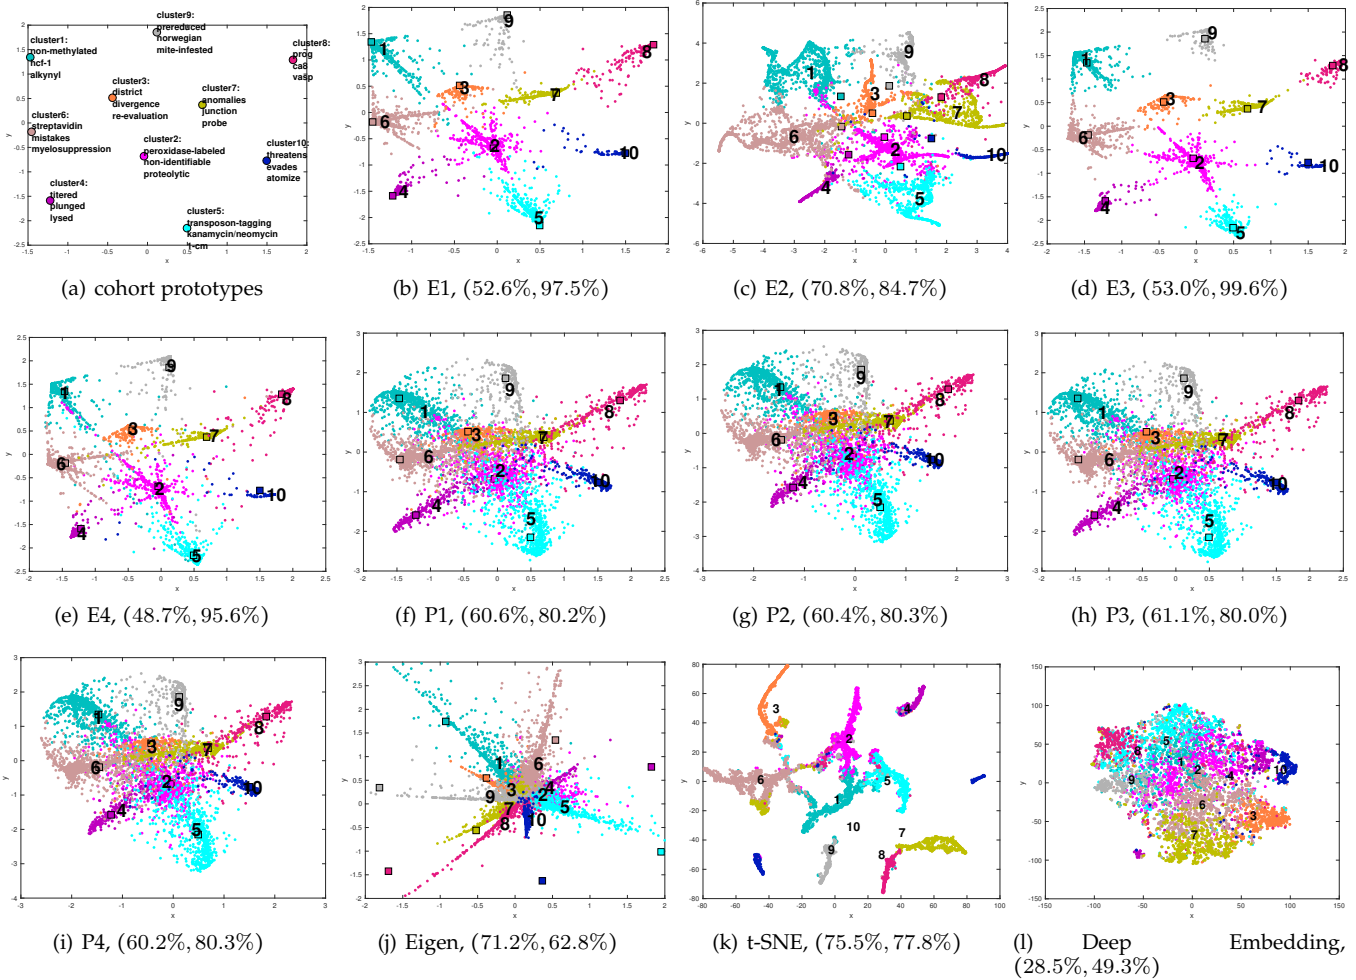 cluster1:
non-methylated
hcf-1
alkynyl
cluster9:
prereduced
norwegian
mite-infested
cluster8:
prg
ca8
vasp
cluster3:
district
divergence
re-evaluation
cluster7:
anomalies
junction
probe
cluster6:
streptavidin
mistakes
myelosuppression
cluster2:
peroxidase-labeled
non-identifiable
proteolytic
cluster10:
threatens
evades
atomize
cluster4:
titered
plunged
lysed
cluster5:
transposon-tagging
kanamycin/neomycin
1-cm
(a) cohort prototypes
(b) E1, (52.6%, 97.5%)
(c) E2, (70.8%, 84.7%)
(d) E3, (53.0%, 99.6%)
(e) E4, (48.7%, 95.6%)
(f) P1, (60.6%, 80.2%)
(g) P2, (60.4%, 80.3%)
(h) P3, (61.1%, 80.0%)
(i) P4, (60.2%, 80.3%)
(j) Eigen, (71.2%, 62.8%)
(k) t-SNE, (75.5%, 77.8%)
(l) Deep Embedding,
(28.5%, 49.3%)